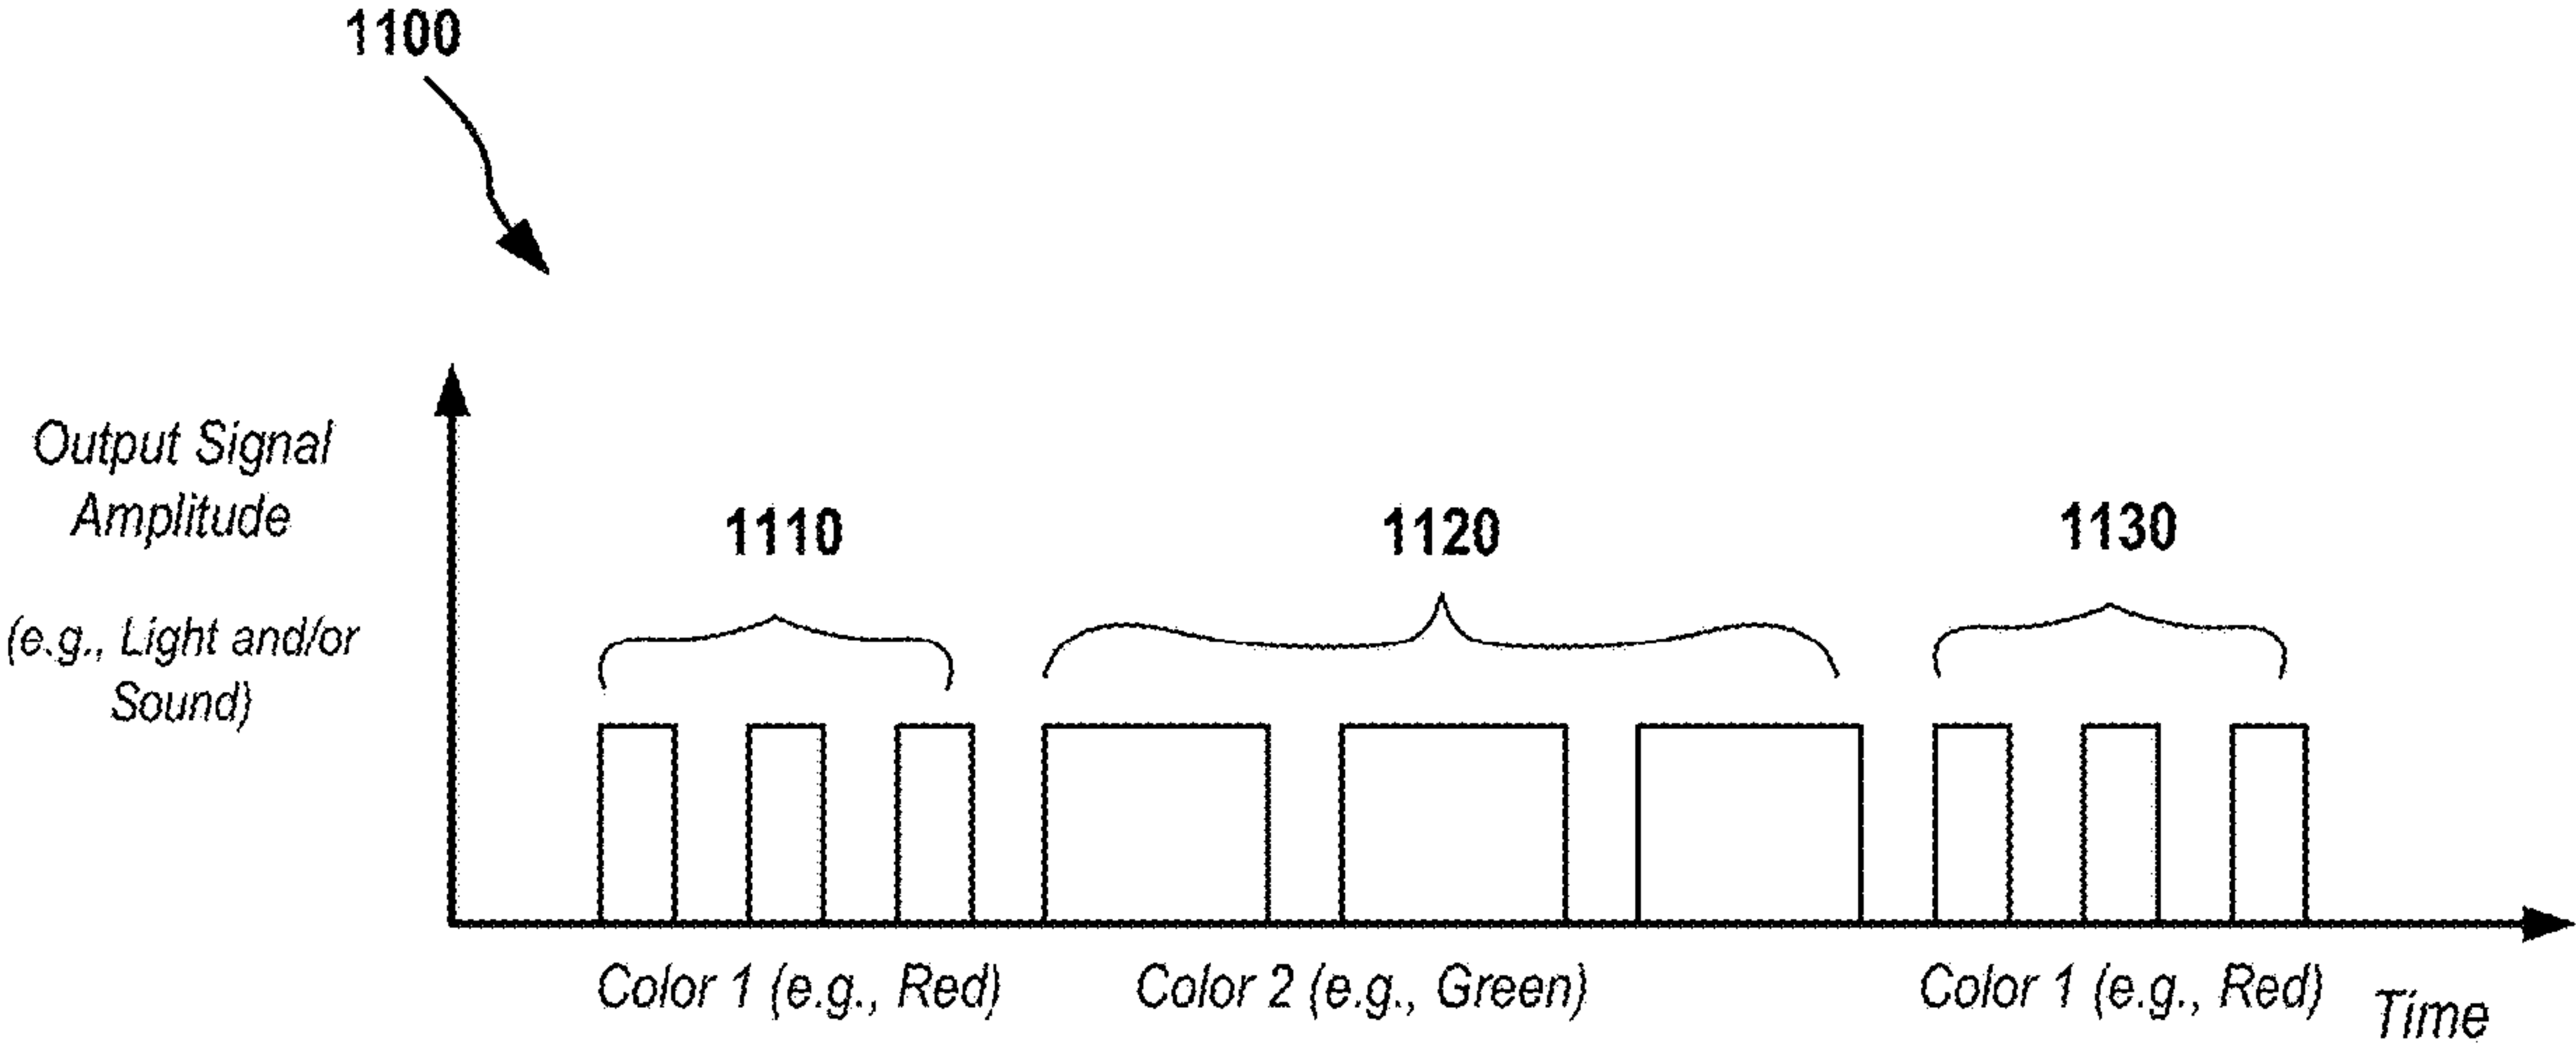 1100
Output Signal
Amplitude
(e.g., Light and/or
Sound)
1110
1120
1130
Color 1 (e.g., Red)
Color 2 (e.g., Green)
Color 1 (e.g., Red)
Time